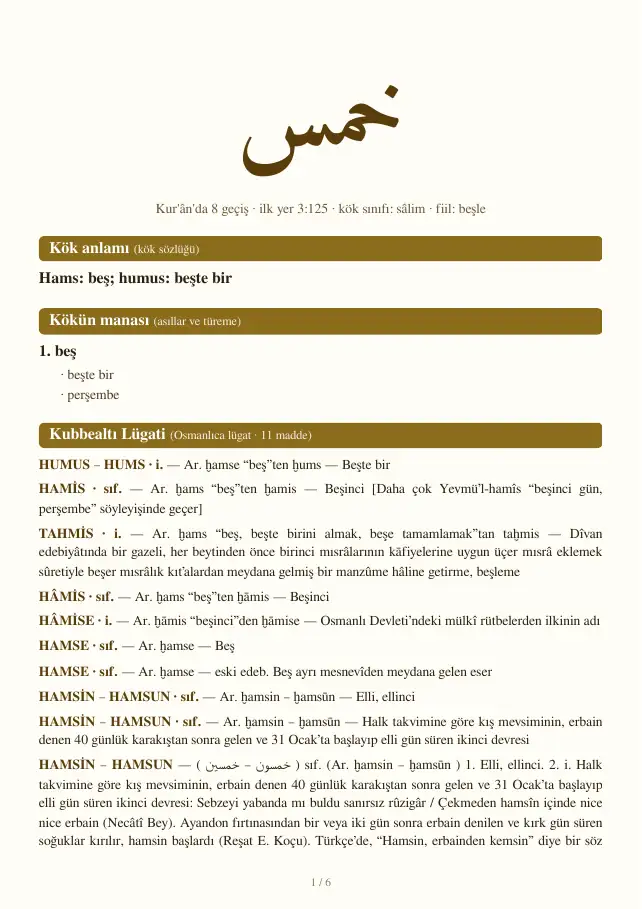 خمس
Kur'ân'da 8 geçiş · ilk yer 3:125 · kök sınıfı: sâlim · fiil: beşle
Kök anlamı (kök sözlüğü)
Hams: beş; humus: beşte bir
Kökün manası (asıllar ve türeme)
1. beş
· beşte bir
· perşembe
Kubbealtı Lügati (Osmanlıca lügat · 11 madde)
HUMUS – HUMS · i. — Ar. ḫamse “beş”ten ḫums — Beşte bir
HAMİS · sıf. — Ar. ḫams “beş”ten ḫamis — Beşinci [Daha çok Yevmü’l-hamîs “beşinci gün,
perşembe” söyleyişinde geçer]
TAHMİS · i. — Ar. ḫams “beş, beşte birini almak, beşe tamamlamak”tan taḫmis — Dîvan
edebiyâtında bir gazeli, her beytinden önce birinci mısrâlarının kāfiyelerine uygun üçer mısrâ eklemek
sûretiyle beşer mısrâlık kıt’alardan meydana gelmiş bir manzûme hâline getirme, beşleme
HÂMİS · sıf. — Ar. ḫams “beş”ten ḫāmis — Beşinci
HÂMİSE · i. — Ar. ḫāmis “beşinci”den ḫāmise — Osmanlı Devleti’ndeki mülkî rütbelerden ilkinin adı
HAMSE · sıf. — Ar. ḫamse — Beş
HAMSE · sıf. — Ar. ḫamse — eski edeb. Beş ayrı mesnevîden meydana gelen eser
HAMSİN – HAMSUN · sıf. — Ar. ḫamsin – ḫamsūn — Elli, ellinci
HAMSİN – HAMSUN · sıf. — Ar. ḫamsin – ḫamsūn — Halk takvimine göre kış mevsiminin, erbain
denen 40 günlük karakıştan sonra gelen ve 31 Ocak’ta başlayıp elli gün süren ikinci devresi
HAMSİN – HAMSUN — ( خمسون – خمسين ) sıf. (Ar. ḫamsin – ḫamsūn ) 1. Elli, ellinci. 2. i. Halk
takvimine göre kış mevsiminin, erbain denen 40 günlük karakıştan sonra gelen ve 31 Ocak’ta başlayıp
elli gün süren ikinci devresi: Sebzeyi yabanda mı buldu sanırsız rûzigâr / Çekmeden hamsîn içinde nice
nice erbain (Necâtî Bey). Ayandon fırtınasından bir veya iki gün sonra erbain denilen ve kırk gün süren
soğuklar kırılır, hamsin başlardı (Reşat E. Koçu). Türkçe’de, “Hamsin, erbainden kemsin” diye bir söz
1 / 6